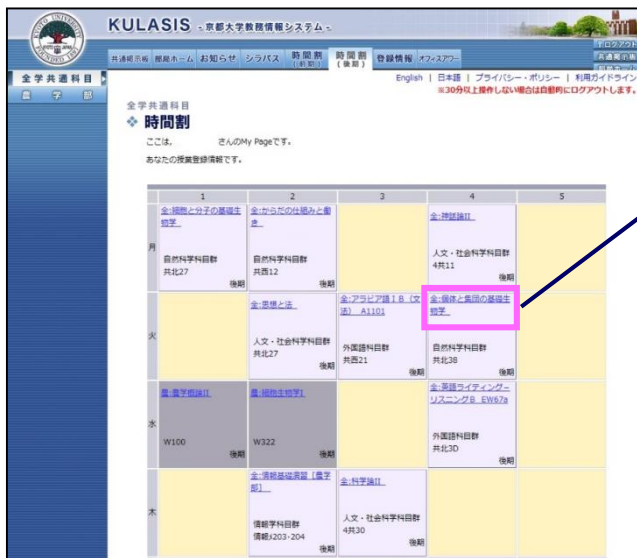 KULASIS -京都大学教務情報システム-
共通掲示板 部局ホーム お知らせ シラバス 時間割(前期) 時間割(後期) 登録情報 オフィスアワー
ログアウト
共通掲示板
全学共通科目
農 学 部
English | 日本語 | プライバシー・ポリシー | 利用ガイドライン
※30分以上操作しない場合は自動的にログアウトします。
全学共通科目
時間割
ここは、 さんのMy Pageです。
あなたの授業登録情報です。
1 2 3 4 5
月
全:細胞と分子の基礎生物学
自然科学科目群
共北27
後期
全:からだの仕組みと働き
自然科学科目群
共西12
後期
全:神話論II
人文・社会科学科目群
4共11
後期
火
全:思想と法
人文・社会科学科目群
共北27
後期
全:アラビア語ⅠB(文法) A1101
外国語科目群
共西21
後期
全:個体と集団の基礎生物学
自然科学科目群
共北38
後期
水
農:農学概論II
W100
後期
農:細胞生物学I
W322
後期
全:英語ライティング-リスニングB EW67a
外国語科目群
共北3D
後期
木
全:情報基礎演習[農学部]
情報学科目群
情報s203・204
後期
全:科学論II
人文・社会科学科目群
4共30
後期